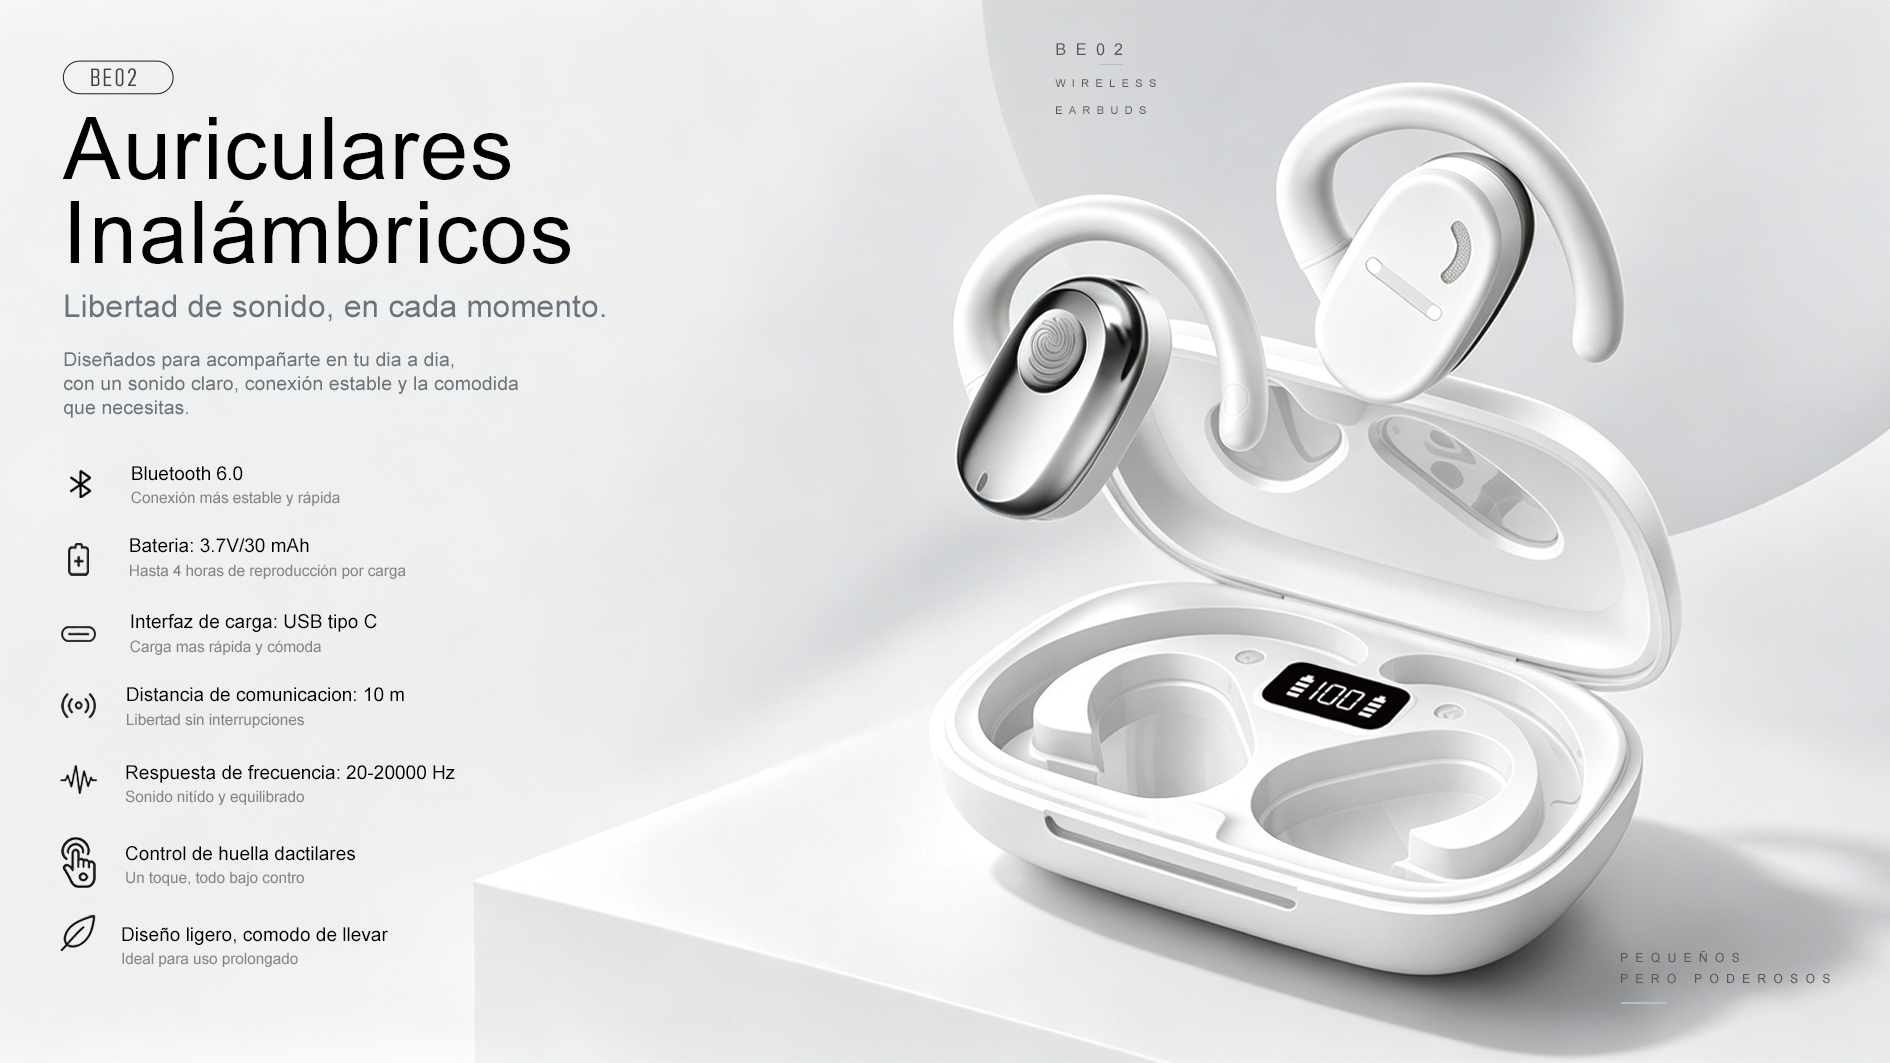 BE02
Auriculares
Inalámbricos
Libertad de sonido, en cada momento.
Diseñados para acompañarte en tu dia a dia,
con un sonido claro, conexión estable y la comodida
que necesitas.
Bluetooth 6.0
Conexión más estable y rápida
Bateria: 3.7V/30 mAh
Hasta 4 horas de reproducción por carga
Interfaz de carga: USB tipo C
Carga mas rápida y cómoda
Distancia de comunicacion: 10 m
Libertad sin interrupciones
Respuesta de frecuencia: 20-20000 Hz
Sonido nitído y equilibrado
Control de huella dactilares
Un toque, todo bajo contro
Diseño ligero, comodo de llevar
Ideal para uso prolongado
BE02
WIRELESS
EARBUDS
100
PEQUEÑOS
PERO PODEROSOS